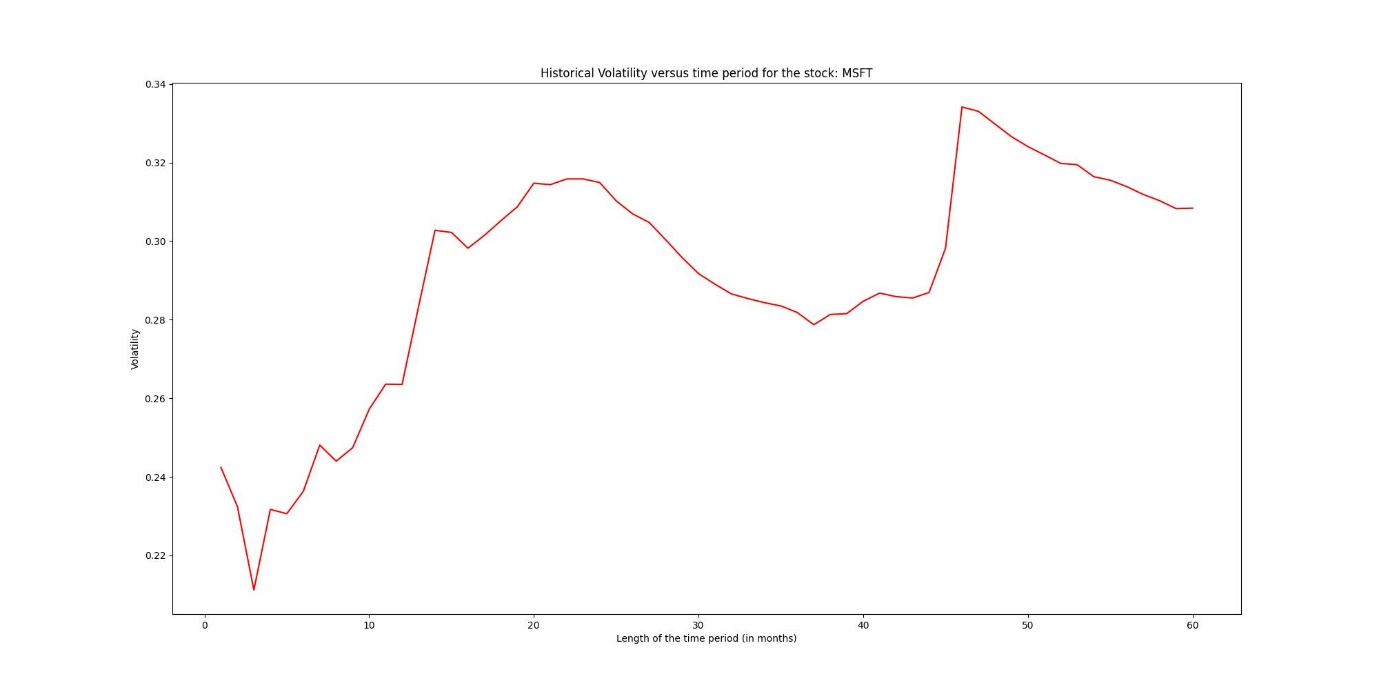 Historical Volatility versus time period for the stock: MSFT
0.34
0.32
0.30
0.28
0.26
0.24
0.22
Volatility
0 10 20 30 40 50 60
Length of the time period (in months)